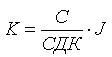 K = C / СДК · J